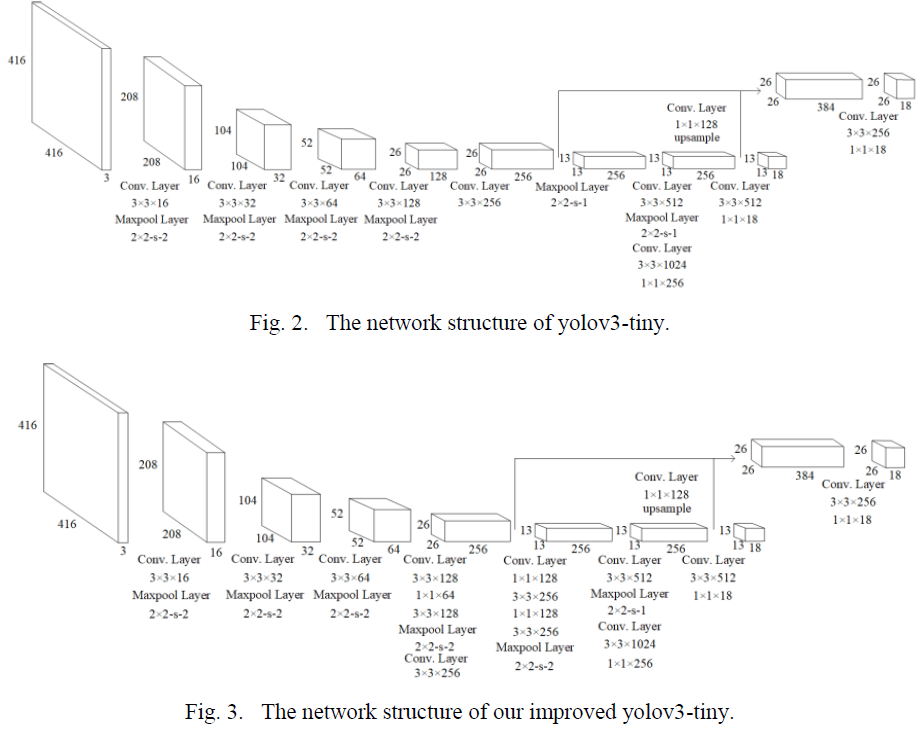 416
416
3
208
208
16
Conv. Layer
3×3×16
Maxpool Layer
2×2-s-2
104
104
32
Conv. Layer
3×3×32
Maxpool Layer
2×2-s-2
52
52
64
Conv. Layer
3×3×64
Maxpool Layer
2×2-s-2
26
26
128
Conv. Layer
3×3×128
Maxpool Layer
2×2-s-2
26
26
256
Conv. Layer
3×3×256
13
13
256
Maxpool Layer
2×2-s-1
13
13
256
Conv. Layer
3×3×512
Maxpool Layer
2×2-s-1
Conv. Layer
3×3×1024
1×1×256
Conv. Layer
1×1×128
upsample
13
13
18
Conv. Layer
3×3×512
1×1×18
26
26
384
26
26
18
Conv. Layer
3×3×256
1×1×18
Fig. 2. The network structure of yolov3-tiny.
416
416
3
208
208
16
Conv. Layer
3×3×16
Maxpool Layer
2×2-s-2
104
104
32
Conv. Layer
3×3×32
Maxpool Layer
2×2-s-2
52
52
64
Conv. Layer
3×3×64
Maxpool Layer
2×2-s-2
26
26
256
Conv. Layer
3×3×128
1×1×64
3×3×128
Maxpool Layer
2×2-s-2
Conv. Layer
3×3×256
13
13
256
Conv. Layer
1×1×128
3×3×256
1×1×128
3×3×256
Maxpool Layer
2×2-s-2
13
13
256
Conv. Layer
3×3×512
Maxpool Layer
2×2-s-1
Conv. Layer
3×3×1024
1×1×256
Conv. Layer
1×1×128
upsample
13
13
18
Conv. Layer
3×3×512
1×1×18
26
26
384
26
26
18
Conv. Layer
3×3×256
1×1×18
Fig. 3. The network structure of our improved yolov3-tiny.